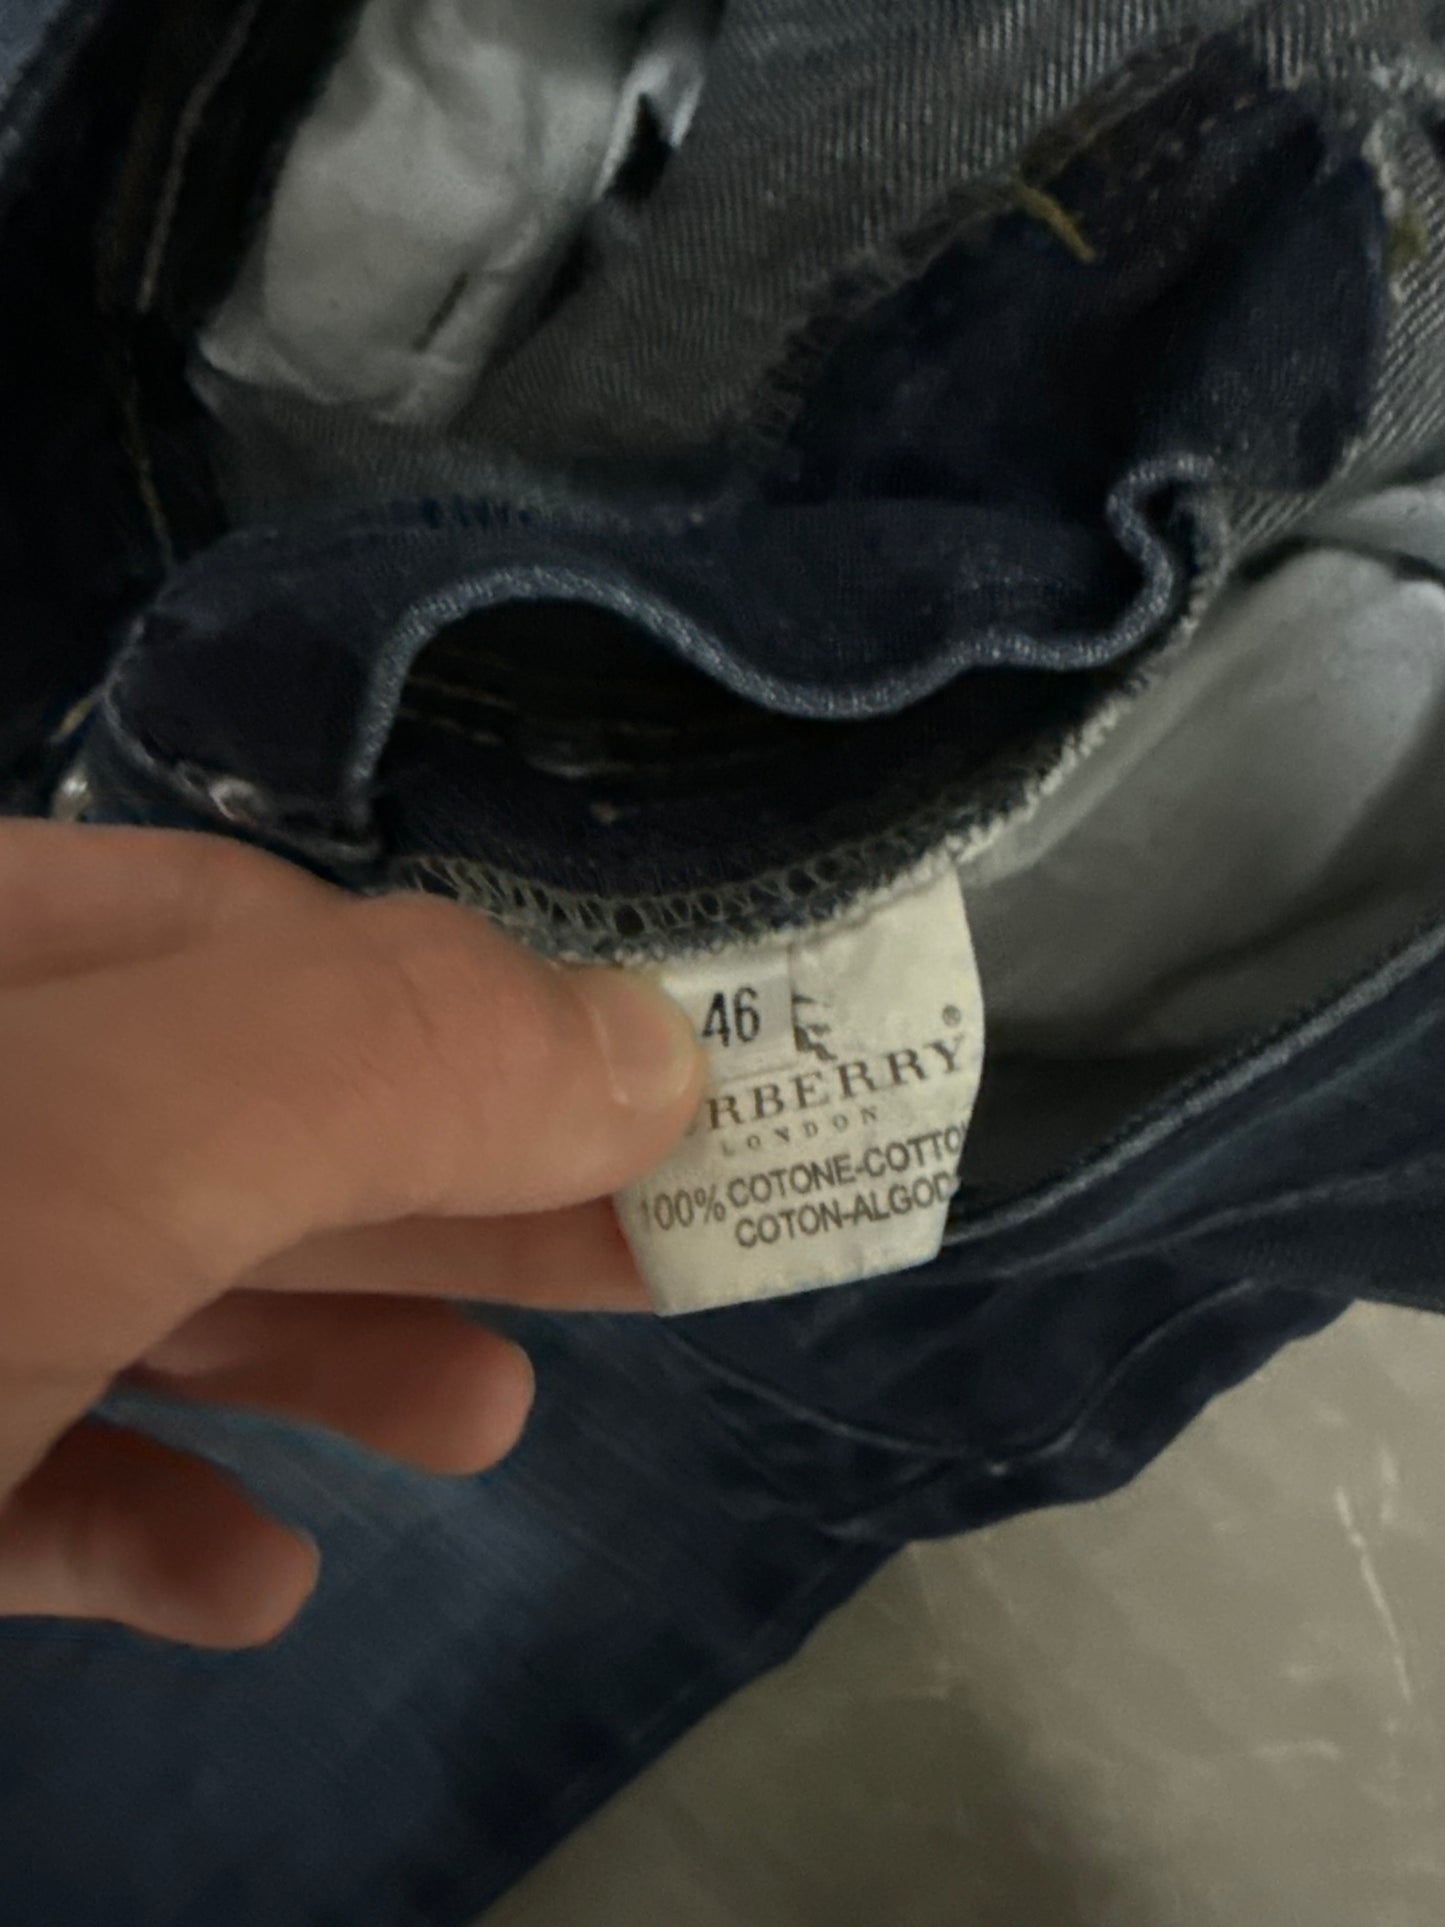 46
®
RBERRY
LONDON
100% COTONE-COTTO
COTON-ALGOD